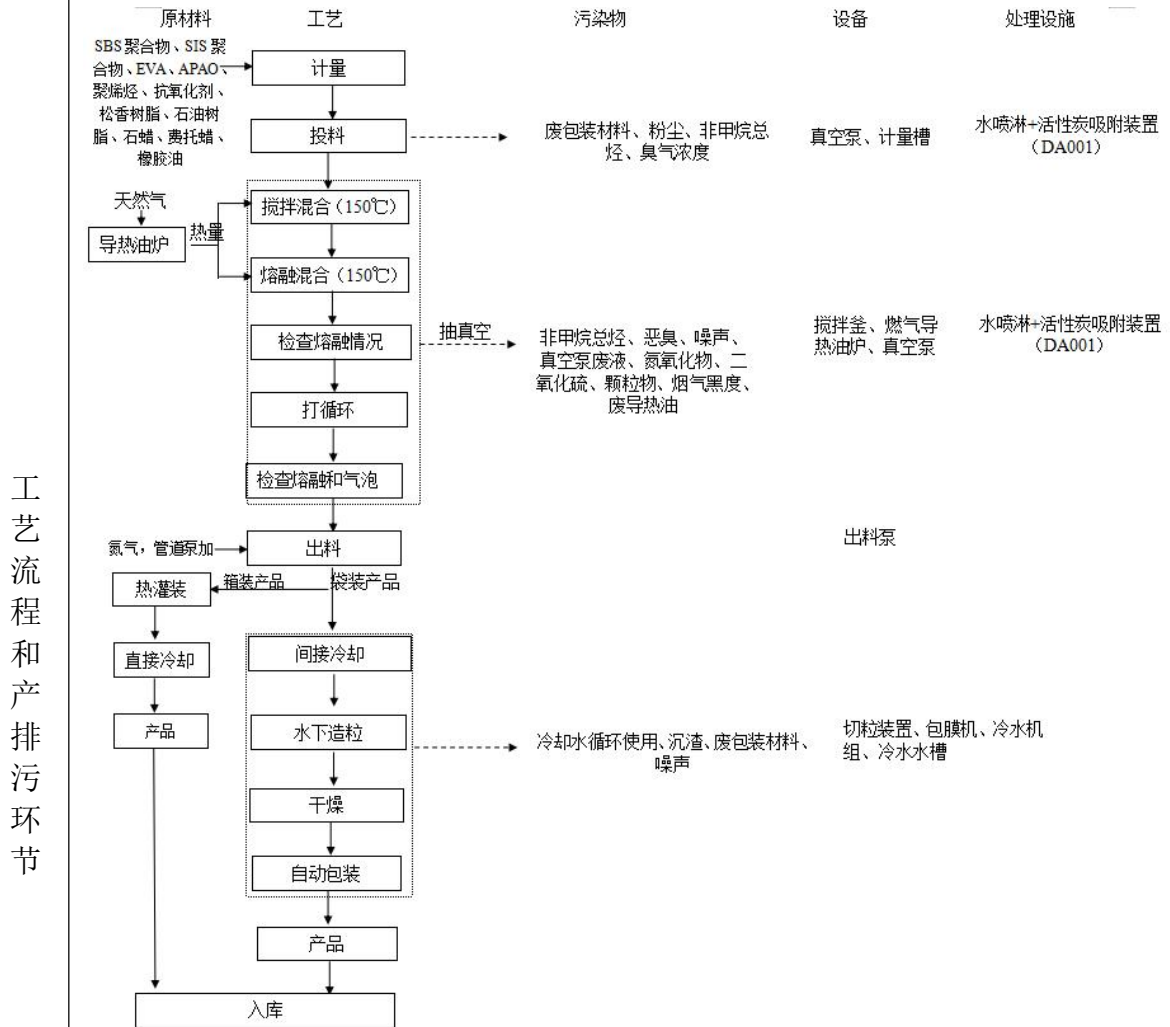 原材料
工艺
污染物
设备
处理设施
SBS 聚合物、SIS 聚
合物、EVA、APAO、
聚烯烃、抗氧化剂、
松香树脂、石油树
脂、石蜡、费托蜡、
橡胶油
计量
投料
废包装材料、粉尘、非甲烷总
烃、臭气浓度
真空泵、计量槽
水喷淋+活性炭吸附装置
（DA001）
天然气
导热油炉
热量
搅拌混合（150℃）
熔融混合（150℃）
检查熔融情况
抽真空
非甲烷总烃、恶臭、噪声、
真空泵废液、氮氧化物、二
氧化硫、颗粒物、烟气黑度、
废导热油
搅拌釜、燃气导
热油炉、真空泵
水喷淋+活性炭吸附装置
（DA001）
打循环
检查熔融和气泡
氮气，管道泵加
出料
出料泵
箱装产品
袋装产品
热灌装
直接冷却
产品
间接冷却
水下造粒
冷却水循环使用、沉渣、废包装材料、
噪声
切粒装置、包膜机、冷水机
组、冷水水槽
干燥
自动包装
产品
入库
工艺流程和产排污环节